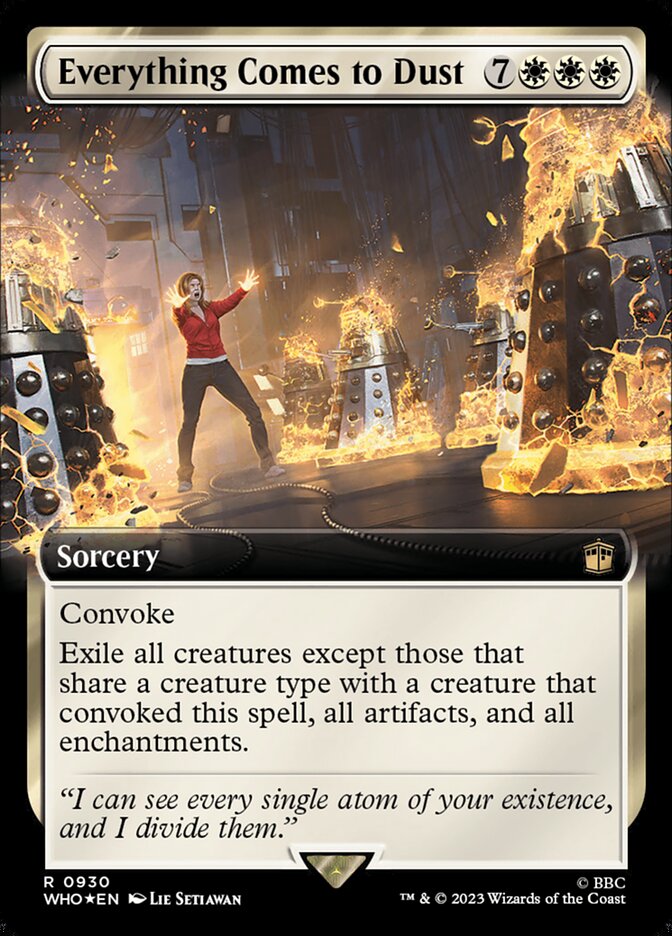 Everything Comes to Dust 7
Sorcery
Convoke
Exile all creatures except those that
share a creature type with a creature that
convoked this spell, all artifacts, and all
enchantments.
“I can see every single atom of your existence,
and I divide them.”
R 0930
© BBC
WHO★EN Lie Setiawan
™ & © 2023 Wizards of the Coast